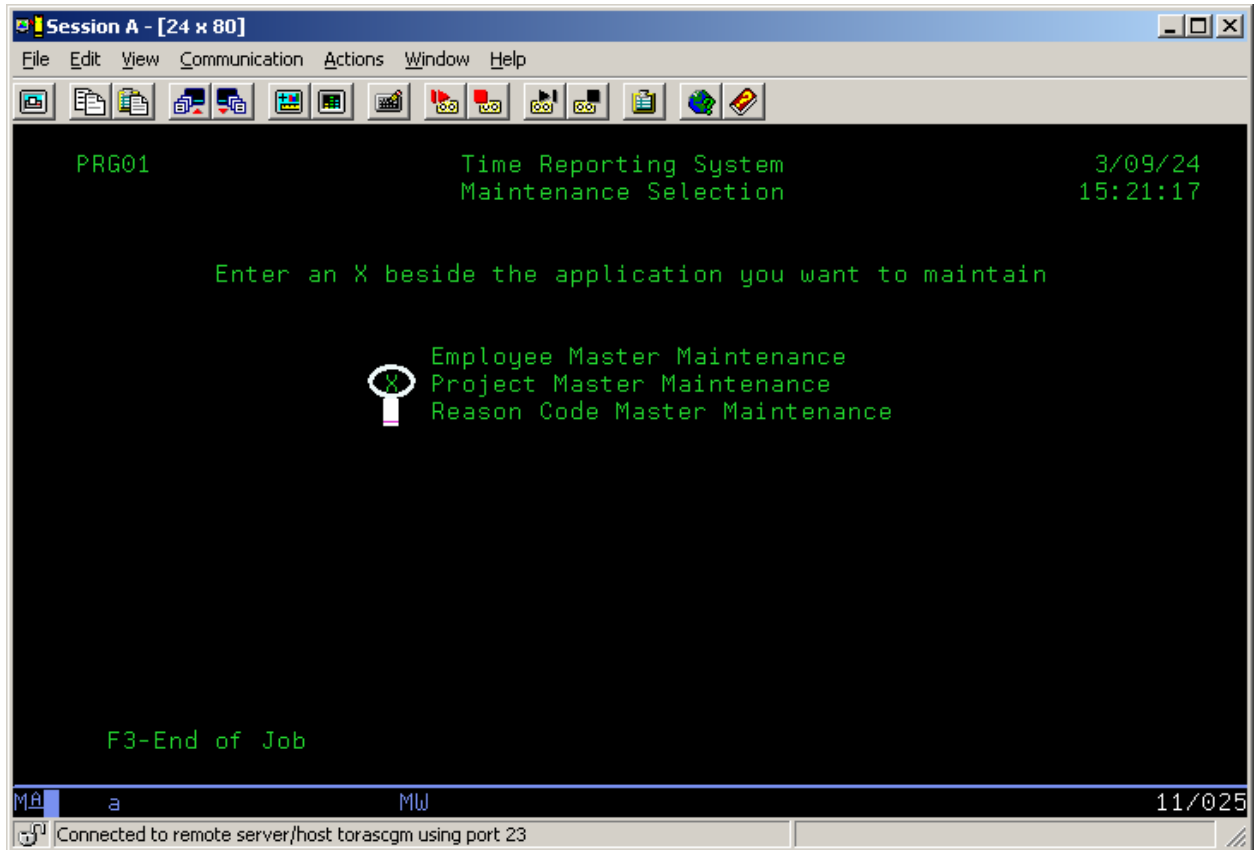 Session A - [24 x 80]
File Edit View Communication Actions Window Help
PRG01 Time Reporting System 3/09/24
Maintenance Selection 15:21:17
Enter an X beside the application you want to maintain
Employee Master Maintenance
X Project Master Maintenance
Reason Code Master Maintenance
F3-End of Job
MA a MW 11/025
Connected to remote server/host torascgm using port 23